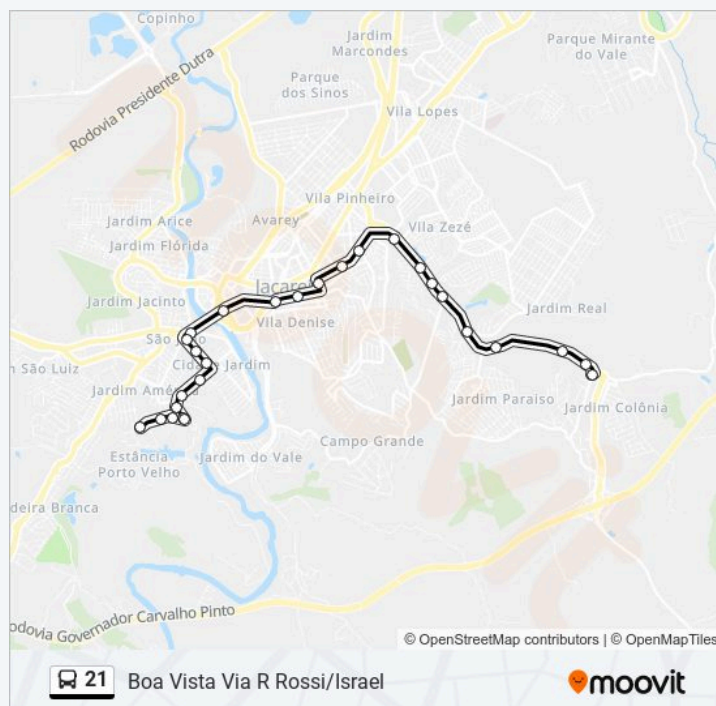 Copinho
Rodovia Presidente Dutra
Jardim
Marcondes
Parque Mirante
do Vale
Parque
dos Sinos
Vila Lopes
Vila Pinheiro
Avarey
Vila Zezé
Jardim Arice
Jardim Flórida
Jacareí
Jardim Jacinto
Jardim Real
Vila Denise
São João
Cidade Jardim
m São Luiz
Jardim América
Jardim Paraiso
Jardim Colônia
Campo Grande
Estância
Porto Velho
Jardim do Vale
deira Branca
Rodovia Governador Carvalho Pinto
© OpenStreetMap contributors | © OpenMapTiles
21 Boa Vista Via R Rossi/Israel
moovit